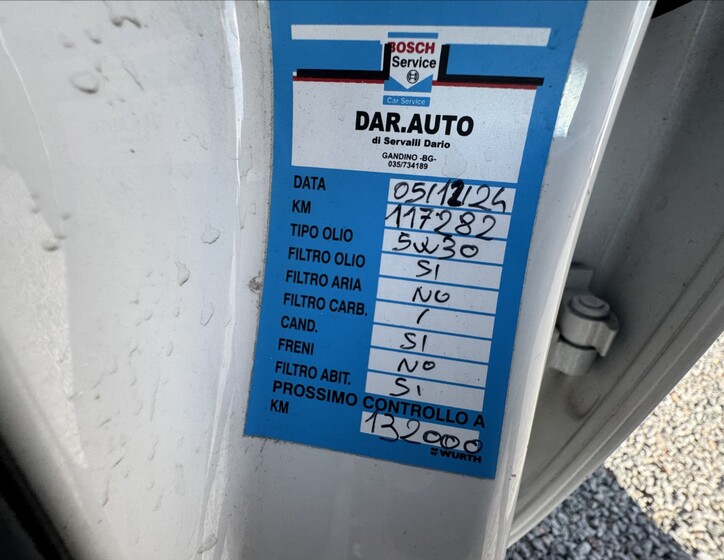 BOSCH
Service
Car Service
DAR.AUTO
di Servalli Dario
GANDINO -BG-
035/734189
DATA 05/12/24
KM 117282
TIPO OLIO 5W30
FILTRO OLIO SI
FILTRO ARIA NO
FILTRO CARB. /
CAND. SI
FRENI NO
FILTRO ABIT. SI
PROSSIMO CONTROLLO A
KM 132000
WÜRTH